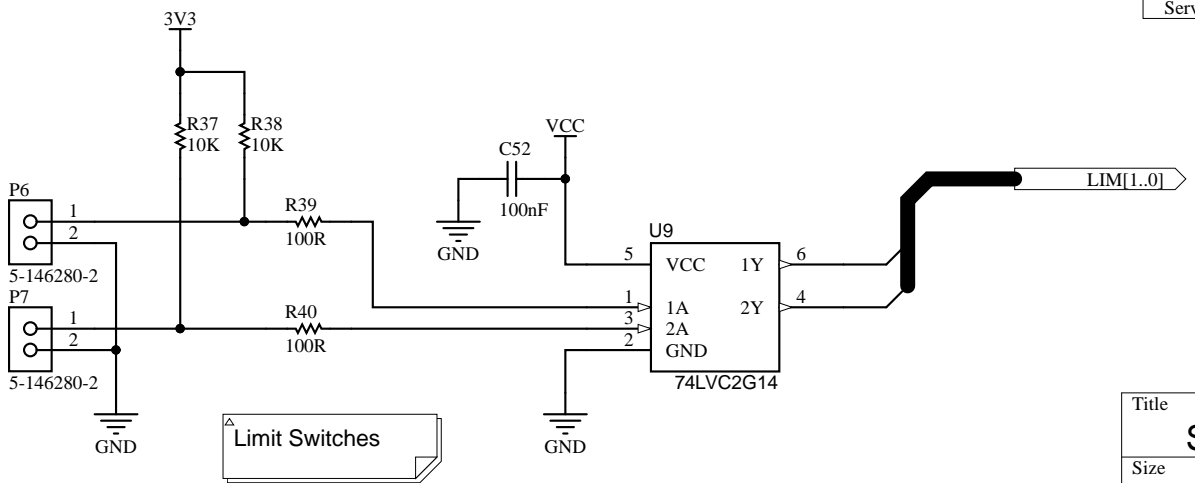 Serv
3V3
R37
10K
R38
10K
VCC
C52
100nF
GND
P6
1
2
5-146280-2
R39
100R
LIM[1..0]
U9
5
VCC
1Y
6
1
1A
2Y
4
3
2A
2
GND
74LVC2G14
P7
1
2
5-146280-2
R40
100R
GND
Limit Switches
GND
Title
S
Size